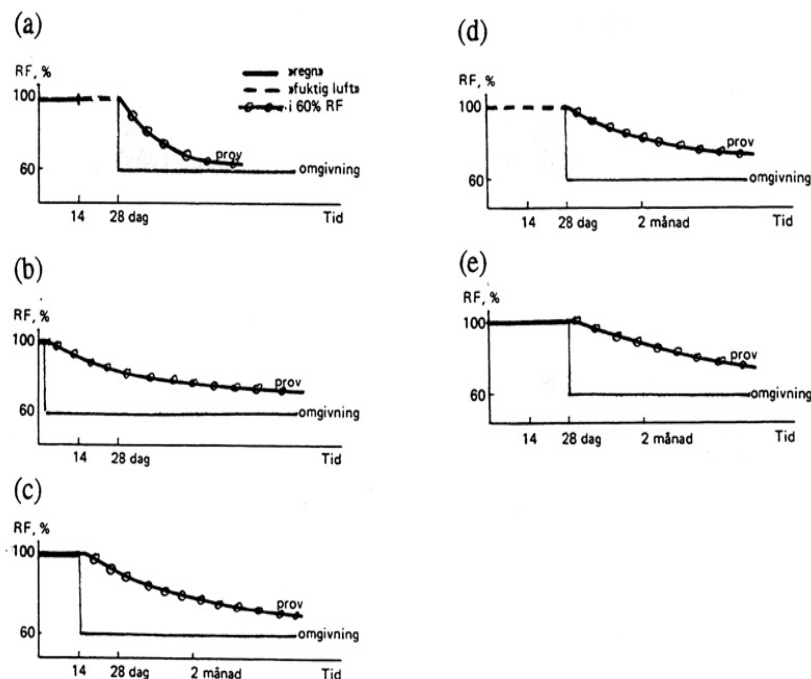 (a)
RF, %
»regn»
»fuktig luft»
i 60% RF
100
prov
60
omgivning
14 28 dag Tid
(b)
RF, %
100
prov
60
omgivning
14 28 dag Tid
(c)
RF, %
100
prov
60
omgivning
14 28 dag 2 månad Tid
(d)
RF, %
100
prov
60
omgivning
14 28 dag 2 månad Tid
(e)
RF, %
100
prov
60
omgivning
14 28 dag 2 månad Tid